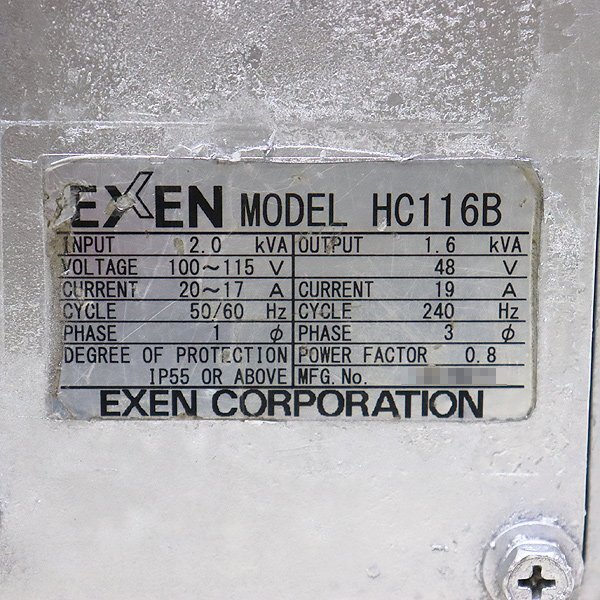 EXEN MODEL HC116B
INPUT 2.0 kVA OUTPUT 1.6 kVA
VOLTAGE 100～115 V 48 V
CURRENT 20～17 A CURRENT 19 A
CYCLE 50/60 Hz CYCLE 240 Hz
PHASE 1 ϕ PHASE 3 ϕ
DEGREE OF PROTECTION POWER FACTOR 0.8
IP55 OR ABOVE MFG. No.
EXEN CORPORATION